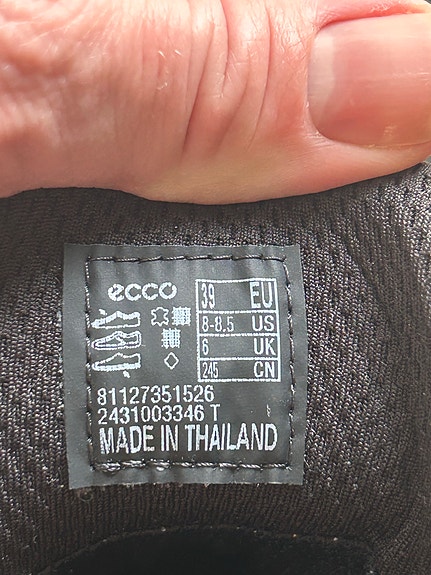 ecco
39 EU
8-8.5 US
6 UK
245 CN
81127351526
2431003346 T
MADE IN THAILAND